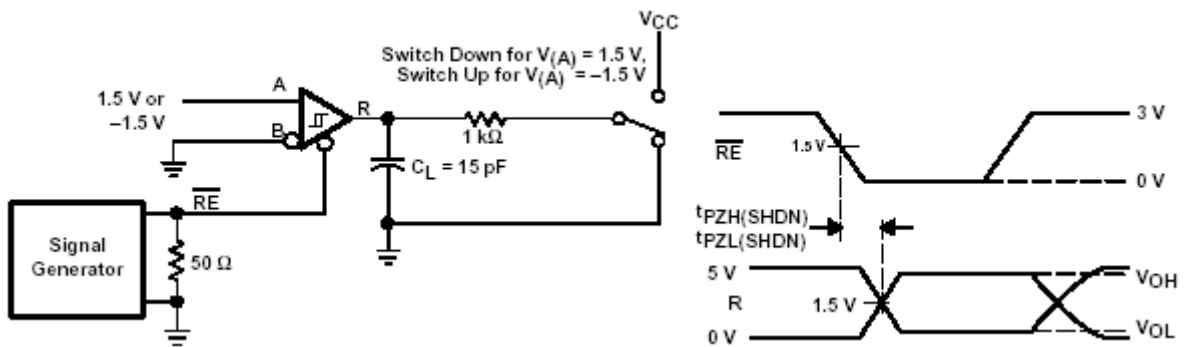 VCC
Switch Down for V(A) = 1.5 V,
Switch Up for V(A) = –1.5 V
A
1.5 V or
–1.5 V
R
B
1 kΩ
CL = 15 pF
RE
Signal
Generator
50 Ω
3 V
1.5 V
RE
0 V
tPZH(SHDN)
tPZL(SHDN)
5 V
VOH
R
1.5 V
0 V
VOL